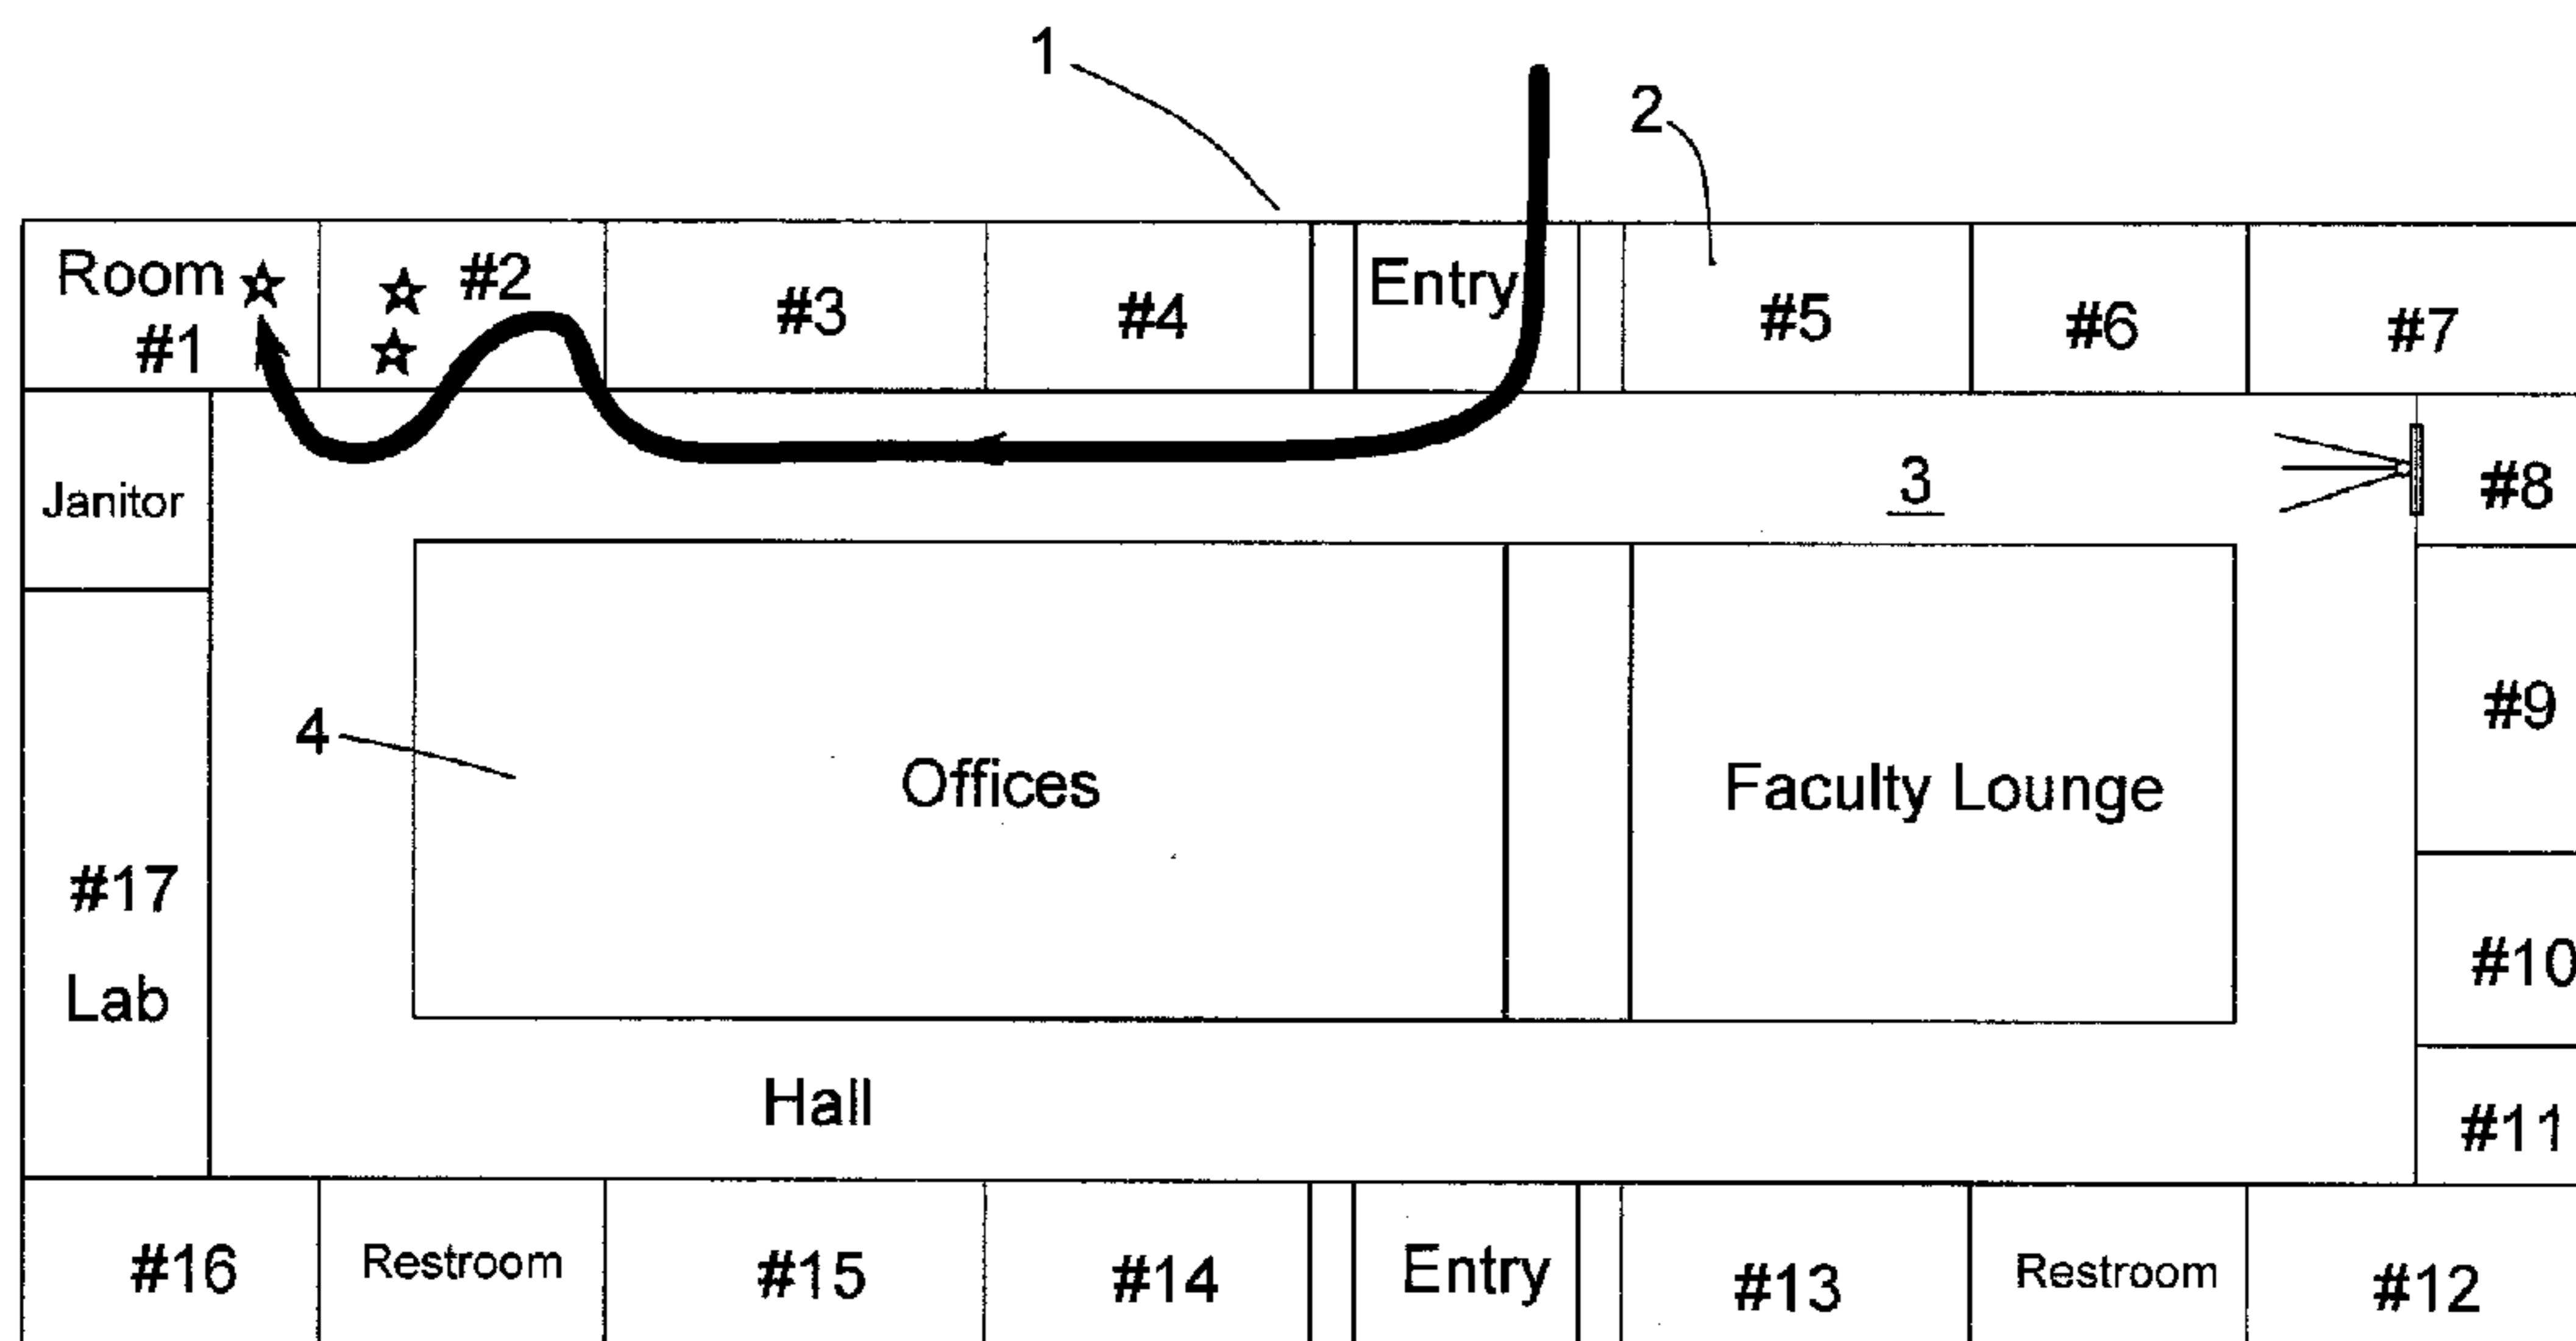 1
2
Room
#1
#2
#3
#4
Entry
#5
#6
#7
Janitor
3
#8
#9
4
Offices
Faculty Lounge
#17
Lab
#10
Hall
#11
#16
Restroom
#15
#14
Entry
#13
Restroom
#12